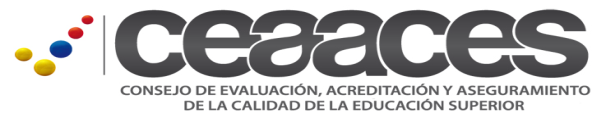 ceaaces
CONSEJO DE EVALUACIÓN, ACREDITACIÓN Y ASEGURAMIENTO
DE LA CALIDAD DE LA EDUCACIÓN SUPERIOR